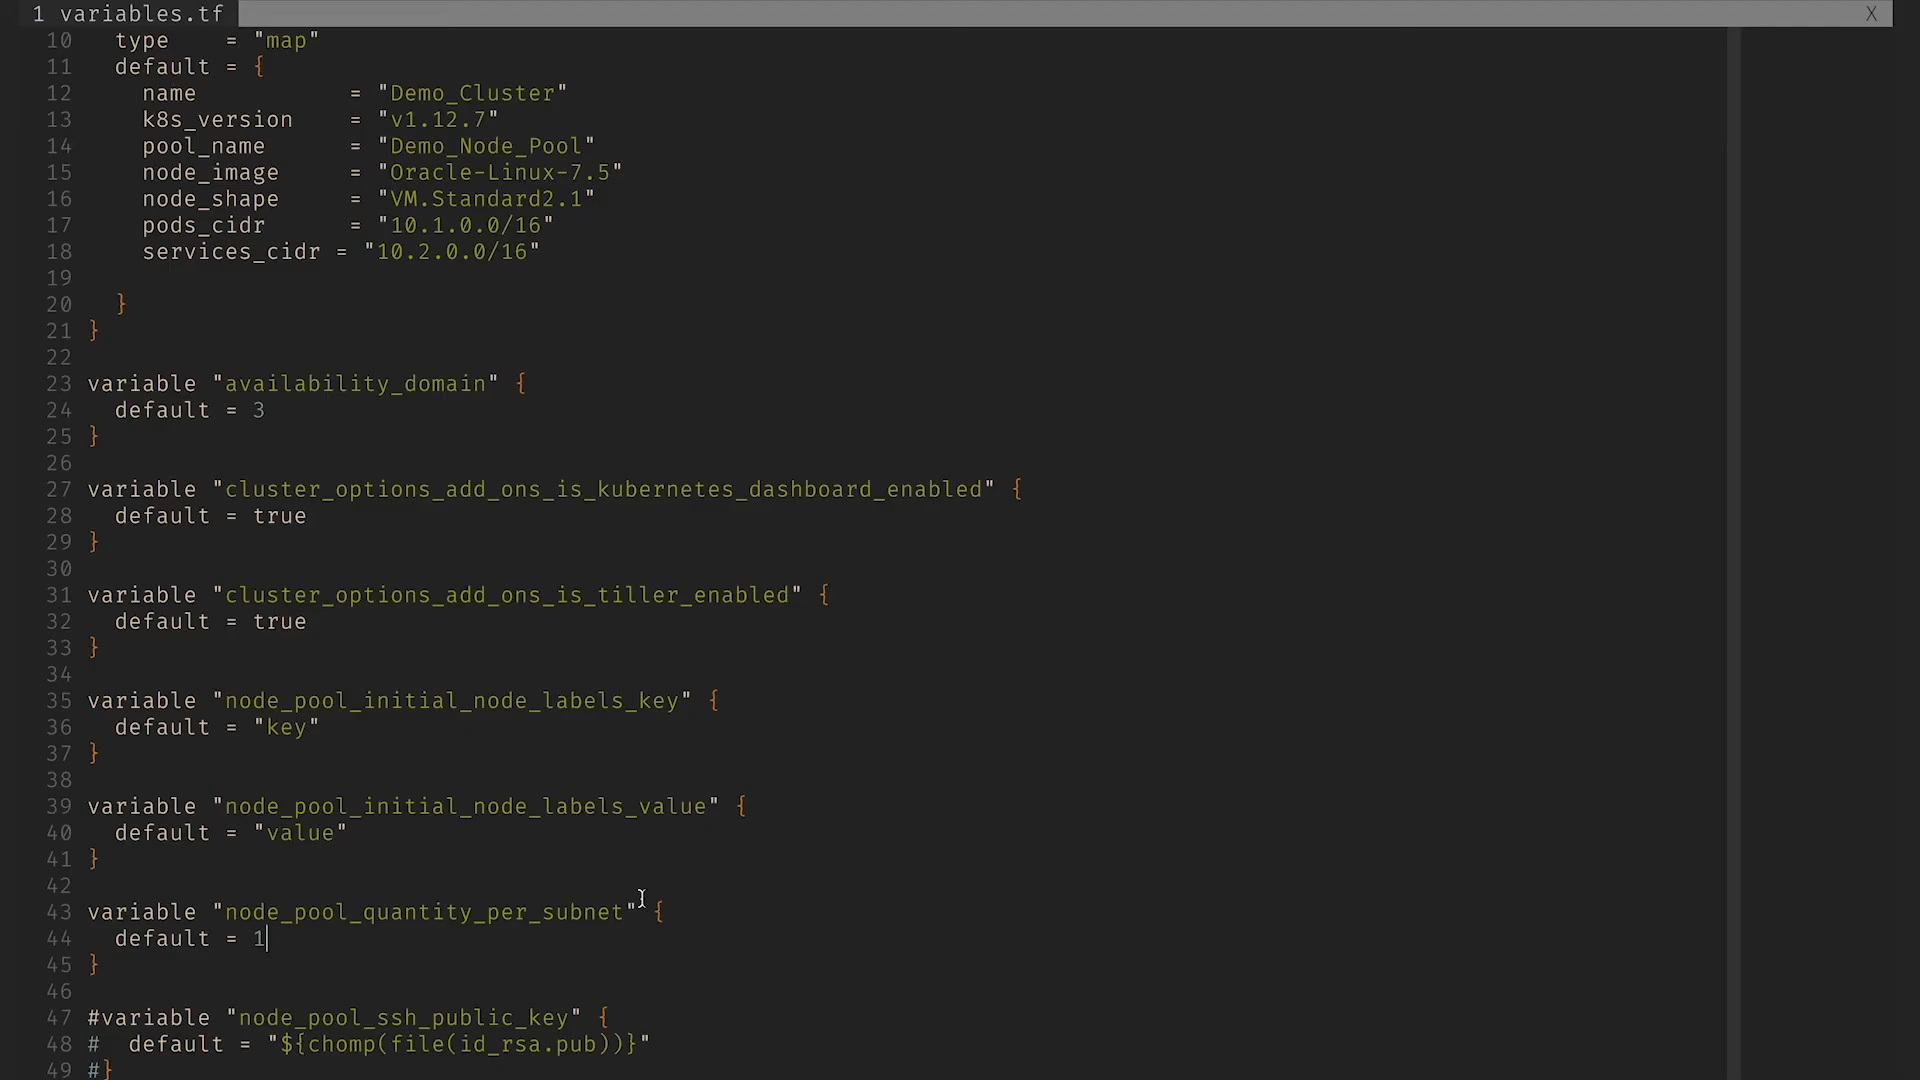 1 variables.tf X
10   type    = "map"
11   default = {
12     name           = "Demo_Cluster"
13     k8s_version    = "v1.12.7"
14     pool_name      = "Demo_Node_Pool"
15     node_image     = "Oracle-Linux-7.5"
16     node_shape     = "VM.Standard2.1"
17     pods_cidr      = "10.1.0.0/16"
18     services_cidr = "10.2.0.0/16"
19
20   }
21 }
22
23 variable "availability_domain" {
24   default = 3
25 }
26
27 variable "cluster_options_add_ons_is_kubernetes_dashboard_enabled" {
28   default = true
29 }
30
31 variable "cluster_options_add_ons_is_tiller_enabled" {
32   default = true
33 }
34
35 variable "node_pool_initial_node_labels_key" {
36   default = "key"
37 }
38
39 variable "node_pool_initial_node_labels_value" {
40   default = "value"
41 }
42
43 variable "node_pool_quantity_per_subnet" {
44   default = 1
45 }
46
47 #variable "node_pool_ssh_public_key" {
48 #  default = "${chomp(file(id_rsa.pub))}"
49 #}